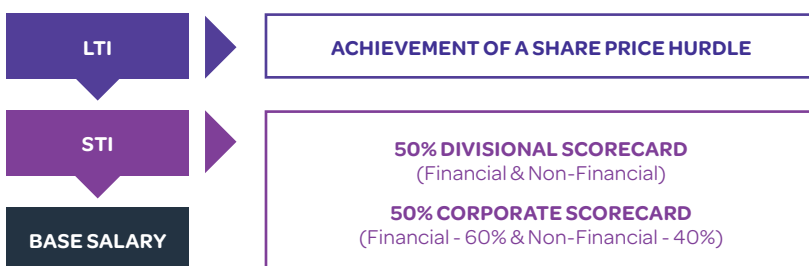 LTI
ACHIEVEMENT OF A SHARE PRICE HURDLE
STI
50% DIVISIONAL SCORECARD
(Financial & Non-Financial)
50% CORPORATE SCORECARD
(Financial - 60% & Non-Financial - 40%)
BASE SALARY